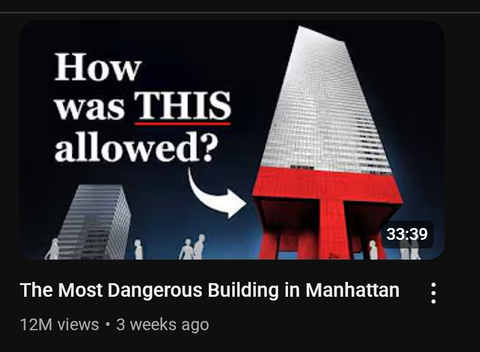 How
was THIS
allowed?
33:39
The Most Dangerous Building in Manhattan
12M views • 3 weeks ago